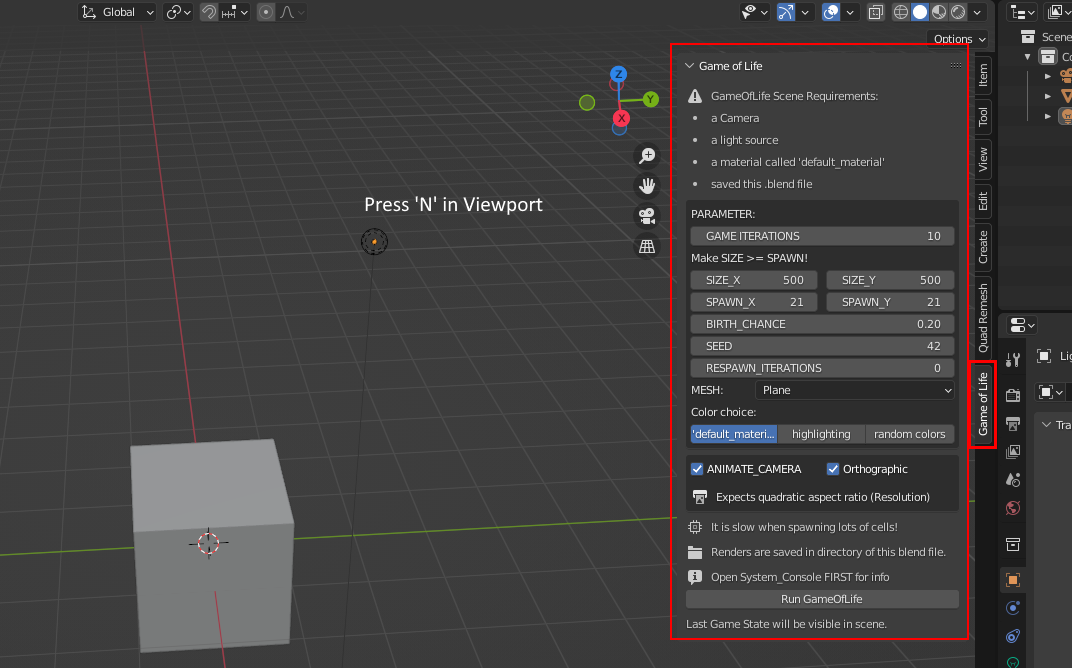 Global
Options
Scene
Game of Life
Item
Z
Y
X
GameOfLife Scene Requirements:
a Camera
a light source
a material called 'default_material'
saved this .blend file
Tool
View
Edit
Create
Quad Remesh
Game of Life
Press 'N' in Viewport
PARAMETER:
GAME ITERATIONS 10
Make SIZE >= SPAWN!
SIZE_X 500 SIZE_Y 500
SPAWN_X 21 SPAWN_Y 21
BIRTH_CHANCE 0.20
SEED 42
RESPAWN_ITERATIONS 0
MESH: Plane
Color choice:
'default_materi... highlighting random colors
ANIMATE_CAMERA Orthographic
Expects quadratic aspect ratio (Resolution)
It is slow when spawning lots of cells!
Renders are saved in directory of this blend file.
Open System_Console FIRST for info
Run GameOfLife
Last Game State will be visible in scene.